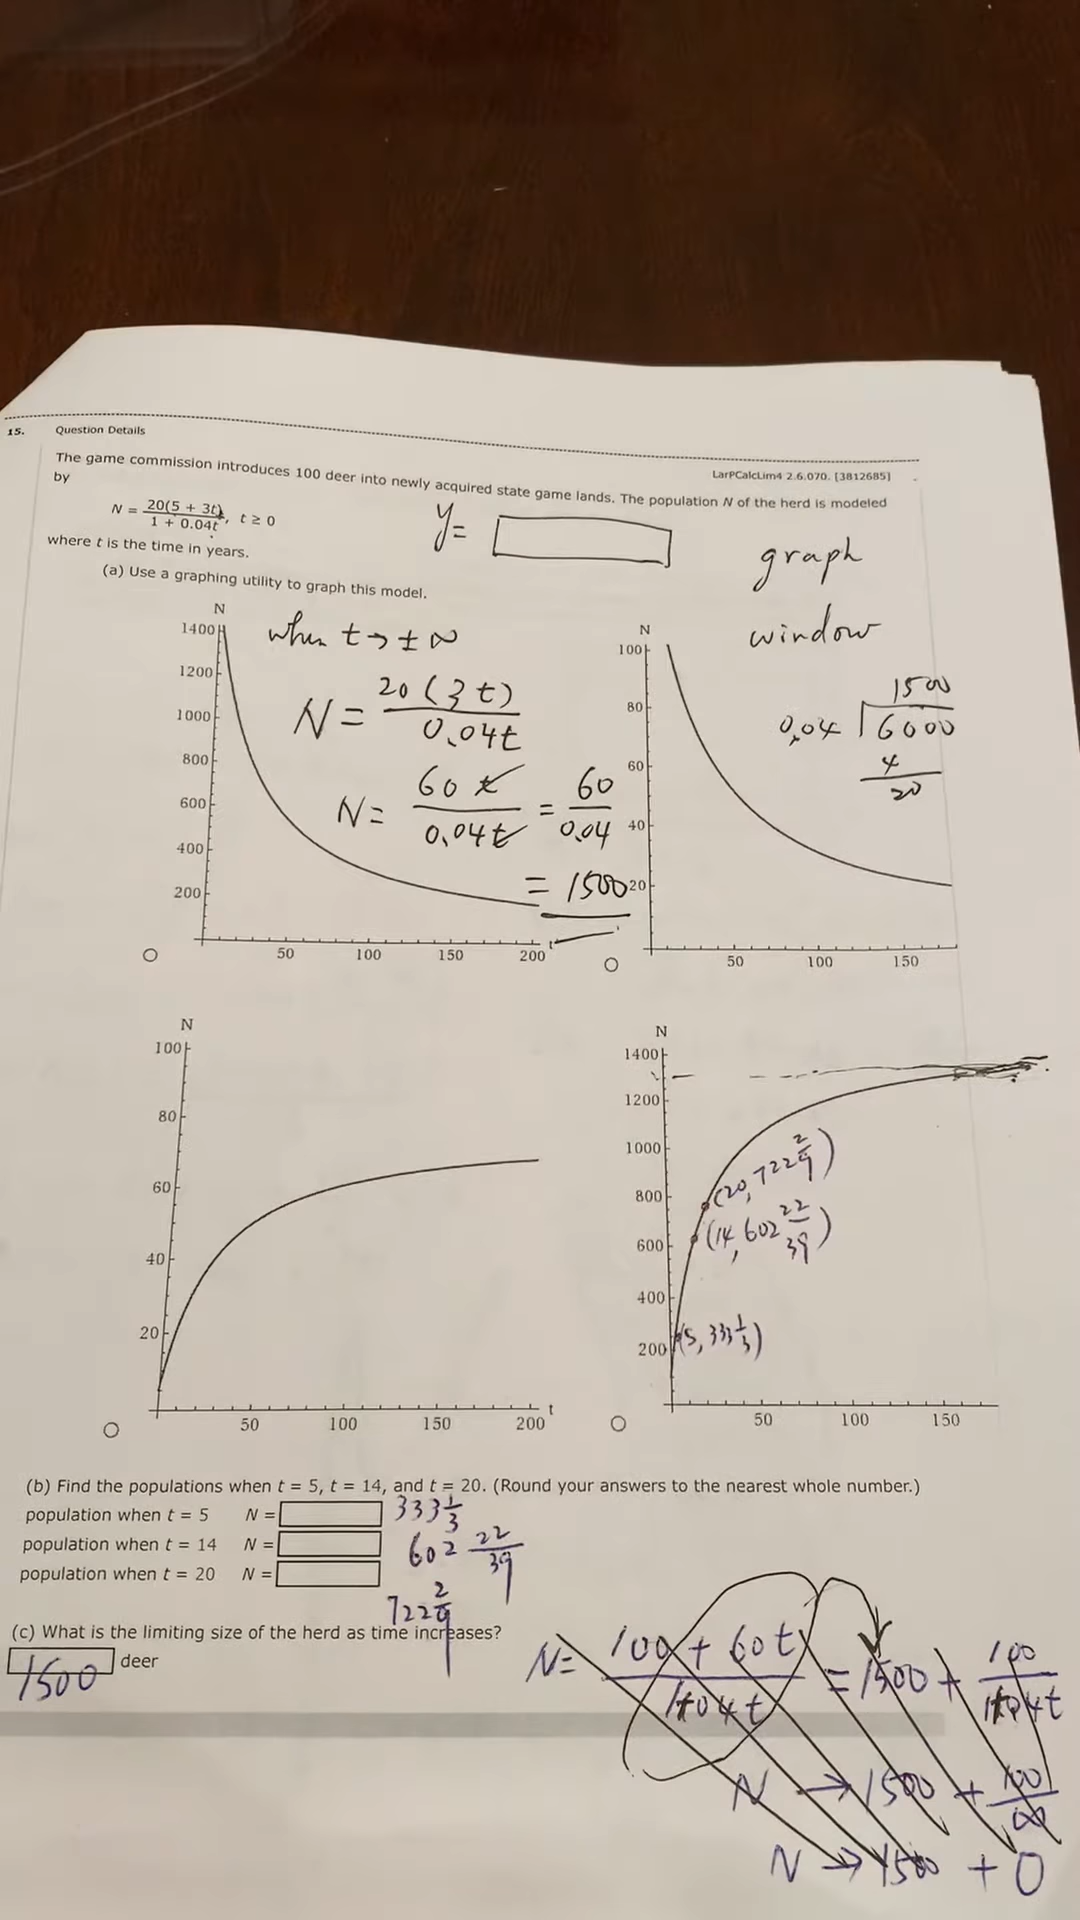 15. Question Details
LarPCalcLim4 2.6.070. [3812685]
The game commission introduces 100 deer into newly acquired state game lands. The population N of the herd is modeled
by
N = 20(5 + 3t) / 1 + 0.04t, t ≥ 0
y =
graph
window
where t is the time in years.
(a) Use a graphing utility to graph this model.
N
1400
1200
1000
800
600
400
200
50 100 150 200 t
when t → ± ∞
N = 20(3t) / 0.04t
N = 60t / 0.04t = 60 / 0.04
= 1500
N
100
80
60
40
20
50 100 150
1500
0.04 6000
4
20
N
100
80
60
40
20
50 100 150 200 t
N
1400
1200
1000
800
600
400
200
50 100 150
(20, 722 2/9)
(14, 602 22/39)
(5, 333 1/3)
(b) Find the populations when t = 5, t = 14, and t = 20. (Round your answers to the nearest whole number.)
population when t = 5 N = 333 1/3
population when t = 14 N = 602 22/39
population when t = 20 N =
722 2/9
(c) What is the limiting size of the herd as time increases?
1500 deer
N = 100 + 60t / 1+04t = 1500 + 100 / 1+04t
N → 1500 + 100 / ∞
N → 1500 + 0